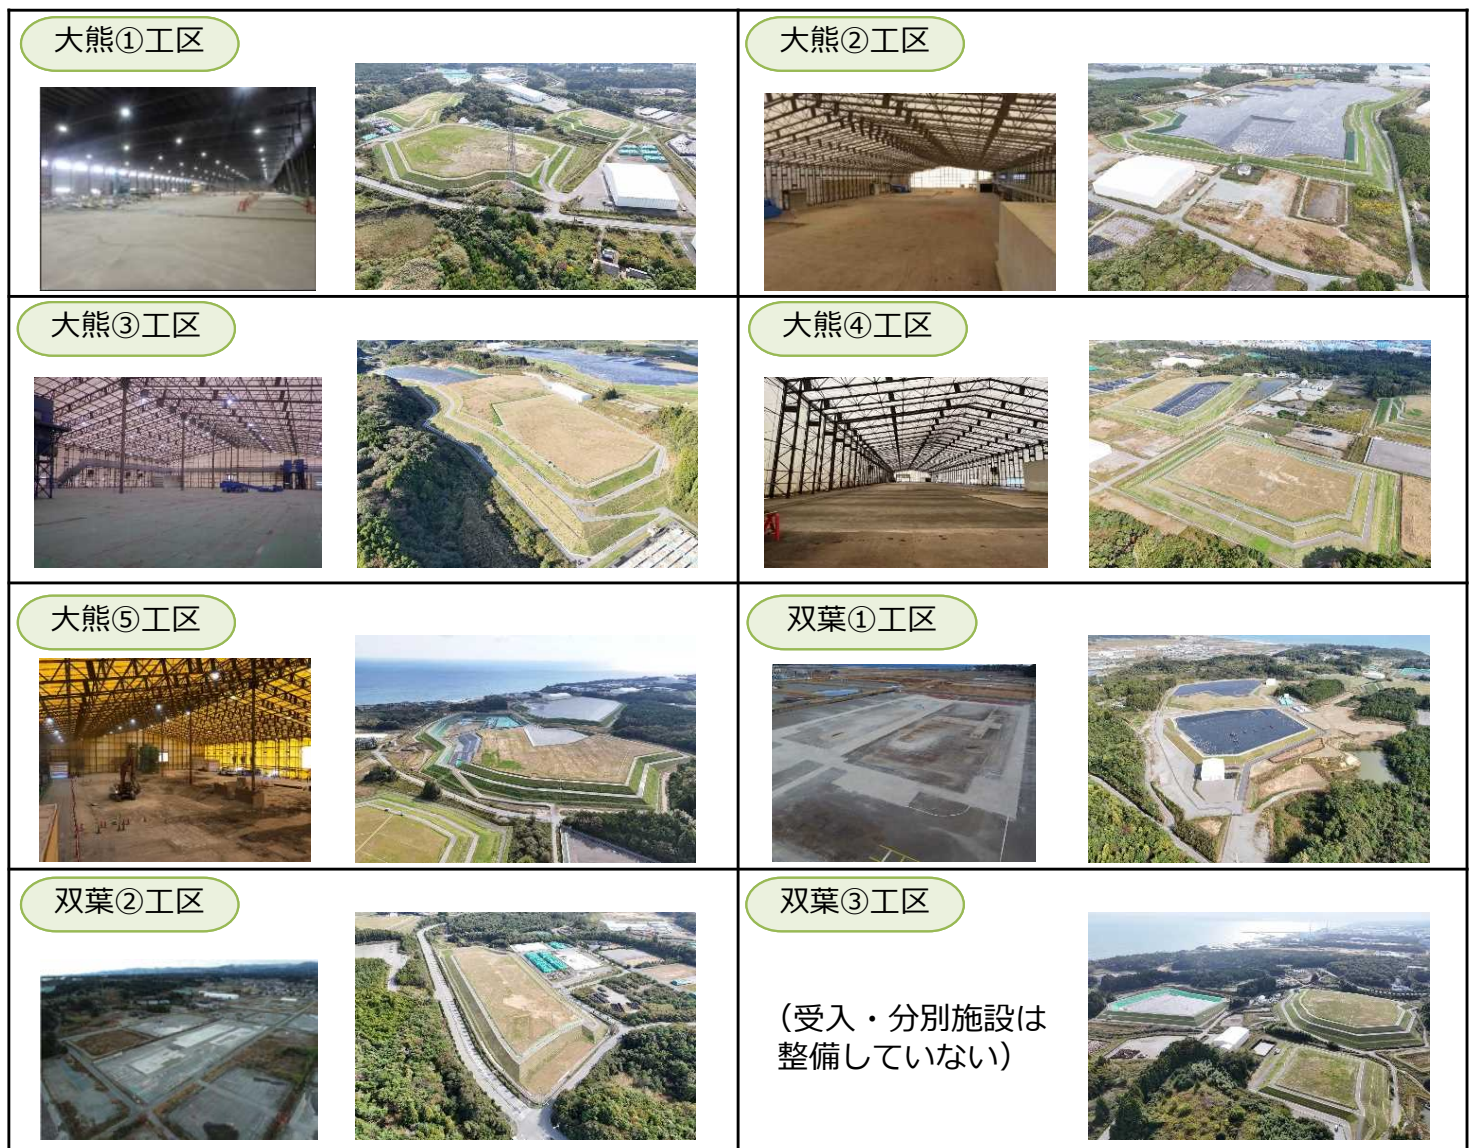 大熊①工区
大熊②工区
大熊③工区
大熊④工区
大熊⑤工区
双葉①工区
双葉②工区
双葉③工区
（受入・分別施設は
整備していない）